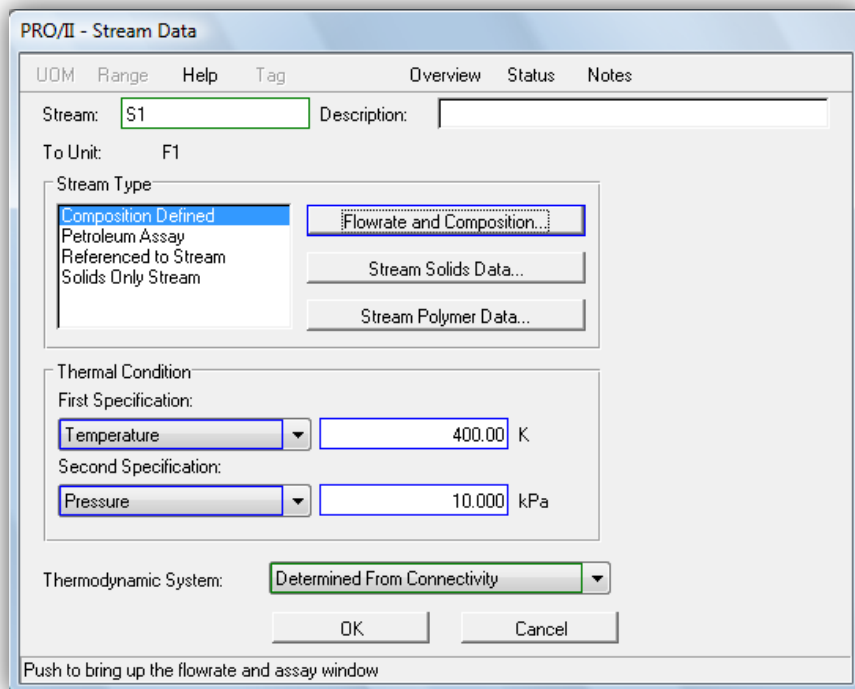 PRO/II - Stream Data
UOM Range Help Tag Overview Status Notes
Stream: S1 Description:
To Unit: F1
Stream Type
Composition Defined
Petroleum Assay
Referenced to Stream
Solids Only Stream
Flowrate and Composition...
Stream Solids Data...
Stream Polymer Data...
Thermal Condition
First Specification:
Temperature 400.00 K
Second Specification:
Pressure 10.000 kPa
Thermodynamic System: Determined From Connectivity
OK Cancel
Push to bring up the flowrate and assay window